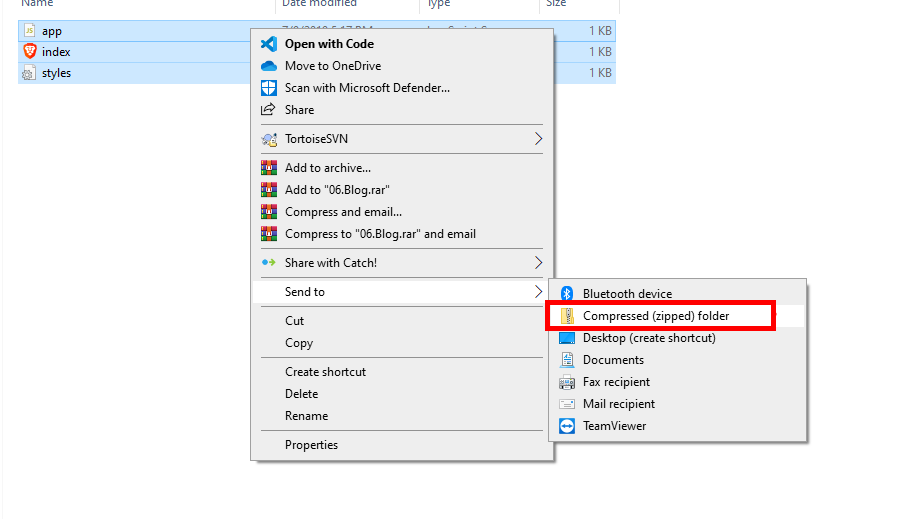 Name Date modified Type Size
app 1 KB
index 1 KB
styles 1 KB
Open with Code
Move to OneDrive
Scan with Microsoft Defender...
Share
TortoiseSVN
Add to archive...
Add to "06.Blog.rar"
Compress and email...
Compress to "06.Blog.rar" and email
Share with Catch!
Send to
Cut
Copy
Create shortcut
Delete
Rename
Properties
Bluetooth device
Compressed (zipped) folder
Desktop (create shortcut)
Documents
Fax recipient
Mail recipient
TeamViewer